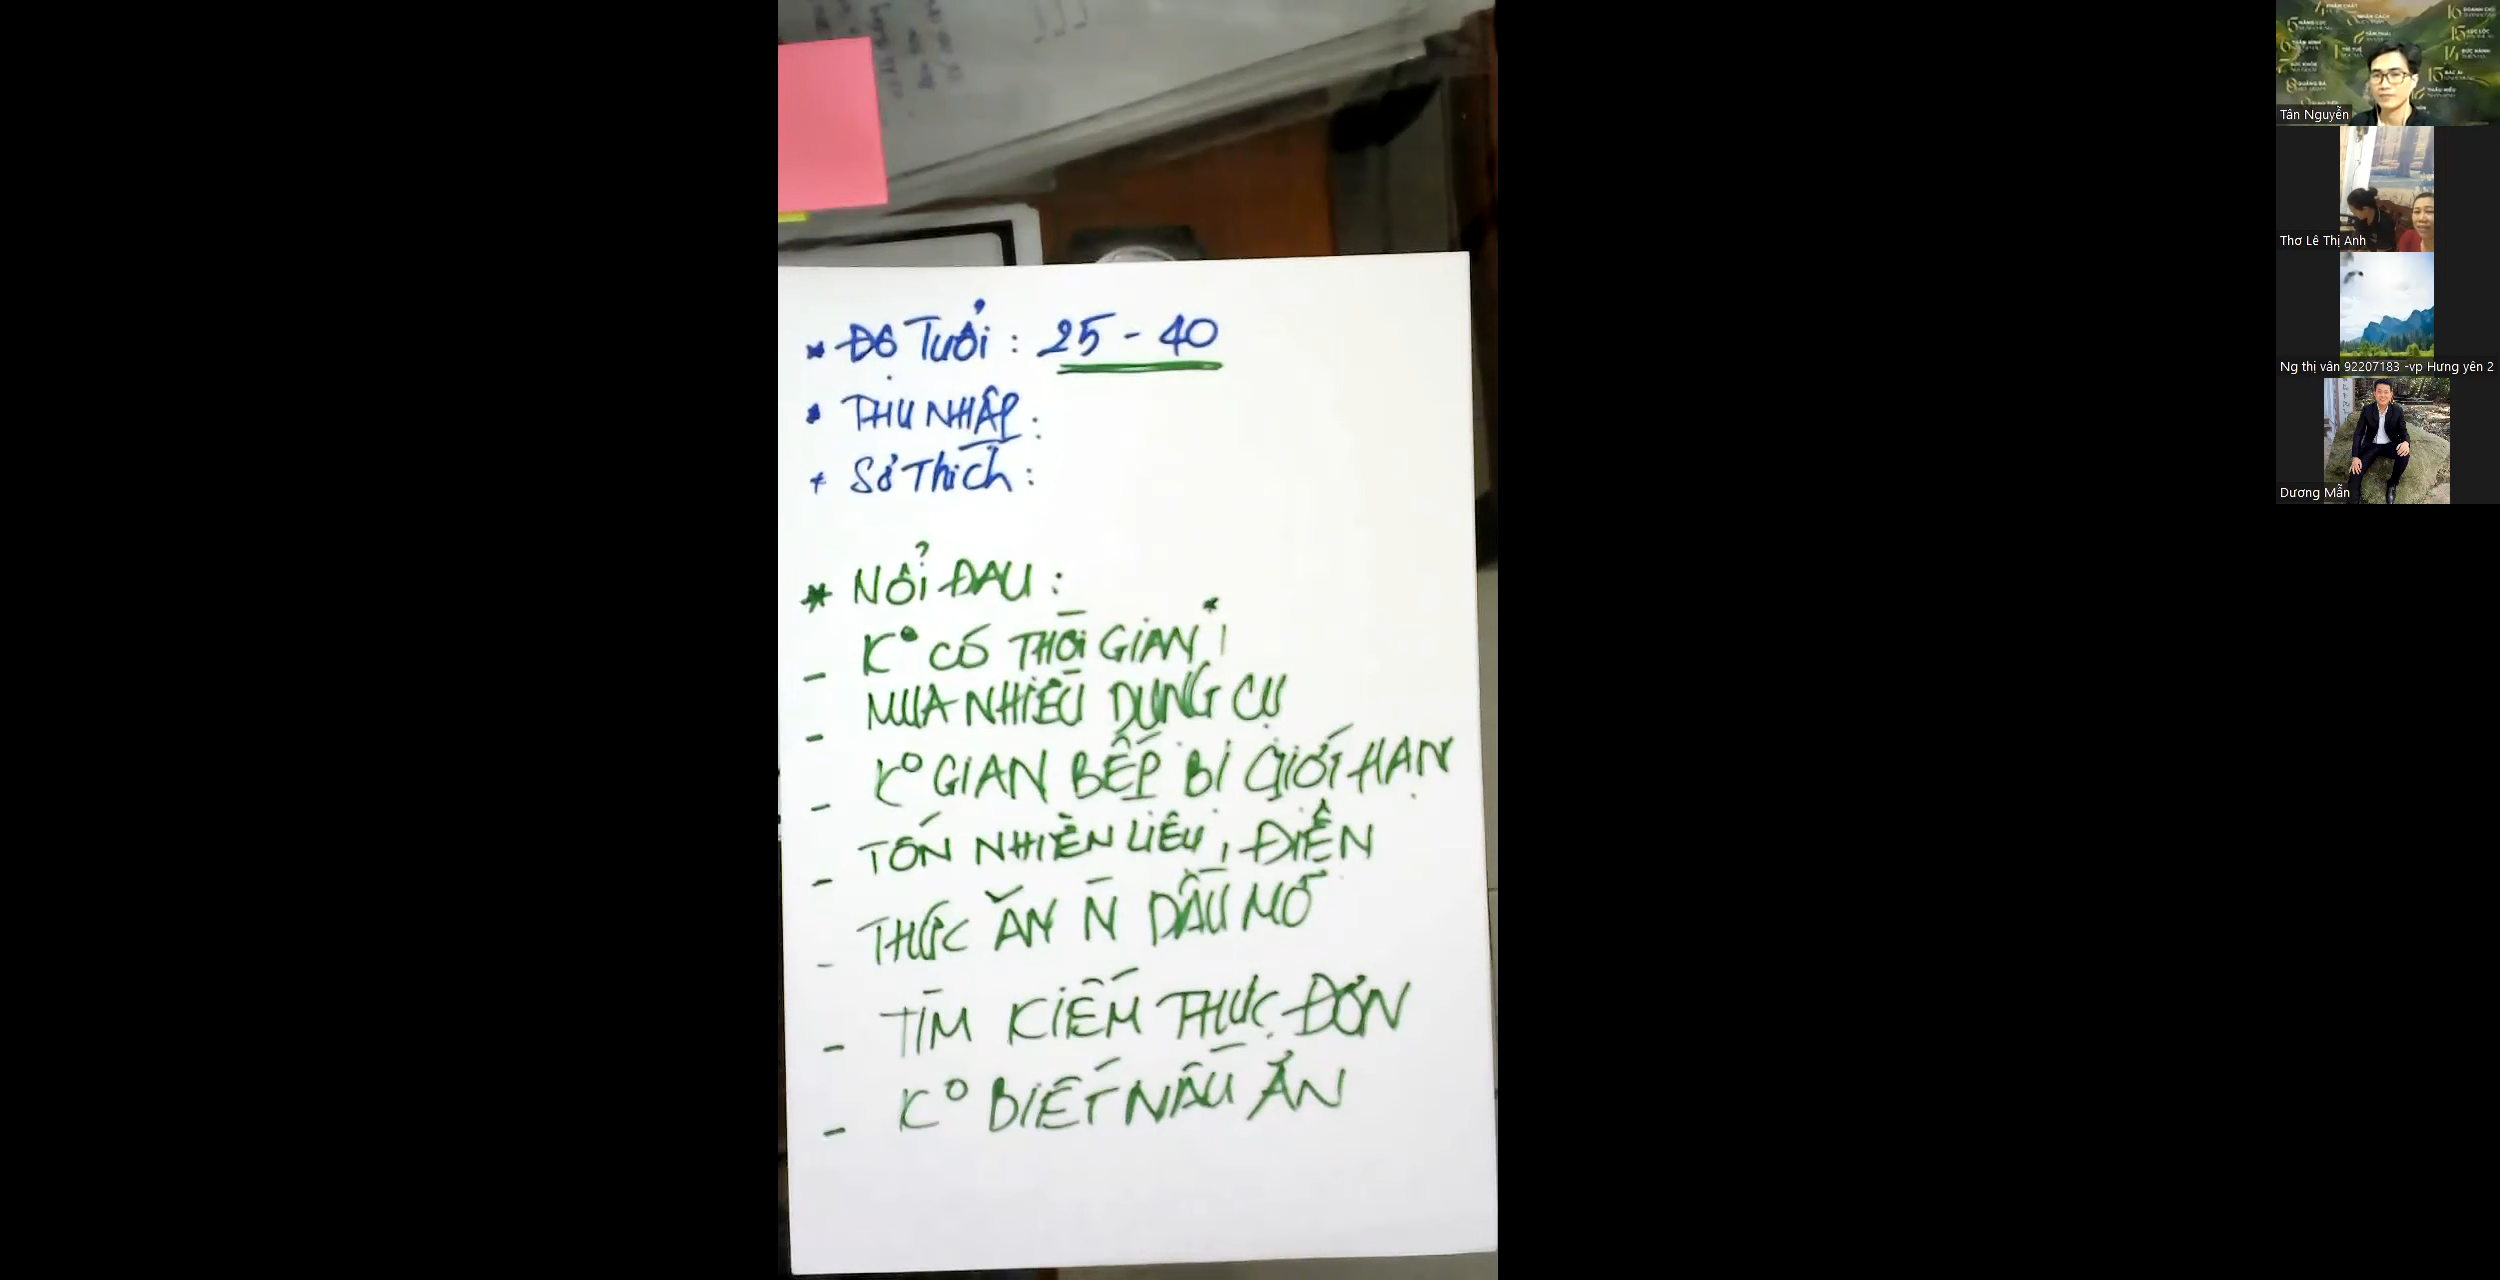 * Độ Tuổi : 25 - 40
* THU NHẬP :
+ Sở Thích :
* NỔI ĐAU :
- K° CÓ THỜI GIAN ;
- MUA NHIỀU DỤNG CỤ
- K° GIAN BẾP BỊ GIỚI HẠN
- TỐN NHIÊN LIỆU, ĐIỆN
- THỨC ĂN N̄ DẦU MỠ
- TÌM KIẾM THỰC ĐƠN
- K° BIẾT NẤU ĂN
Tân Nguyễn
Thơ Lê Thị Anh
Ng thị vân 92207183 -vp Hưng yên 2
Dương Mẫn